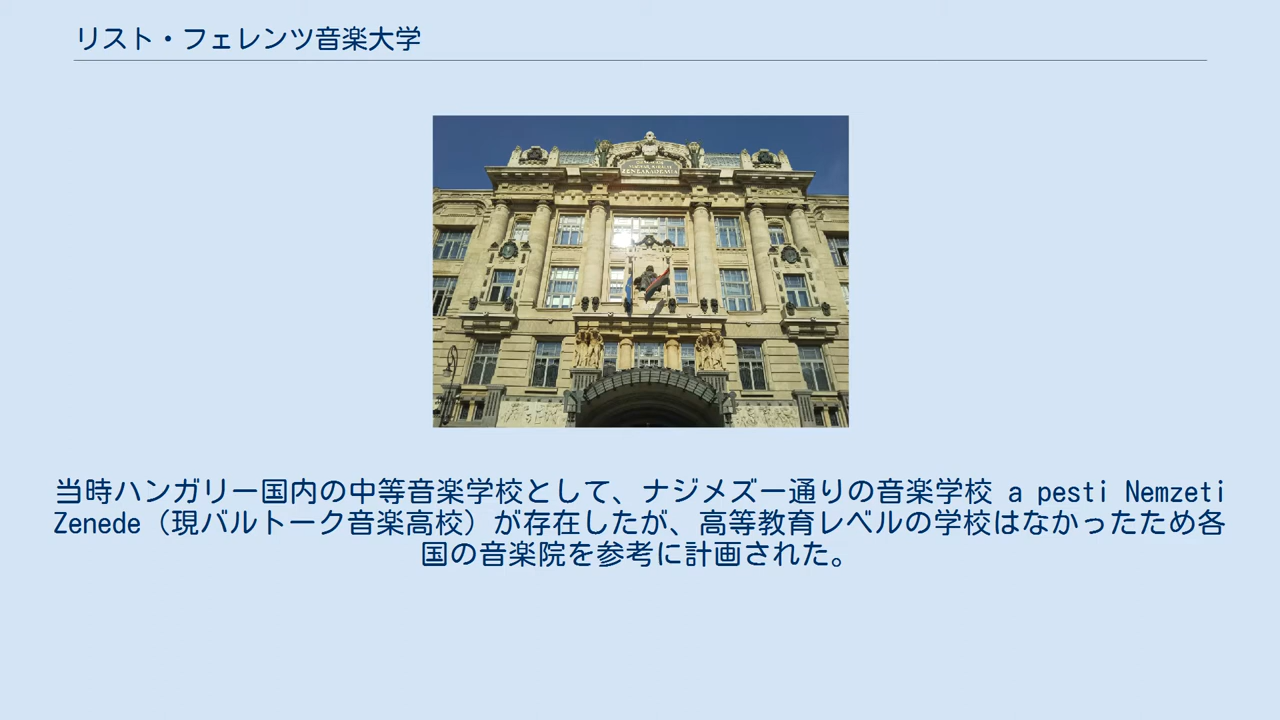 リスト・フェレンツ音楽大学
ZENEAKADEMIA
当時ハンガリー国内の中等音楽学校として、ナジメズー通りの音楽学校 a pesti Nemzeti
Zenede（現バルトーク音楽高校）が存在したが、高等教育レベルの学校はなかったため各
国の音楽院を参考に計画された。